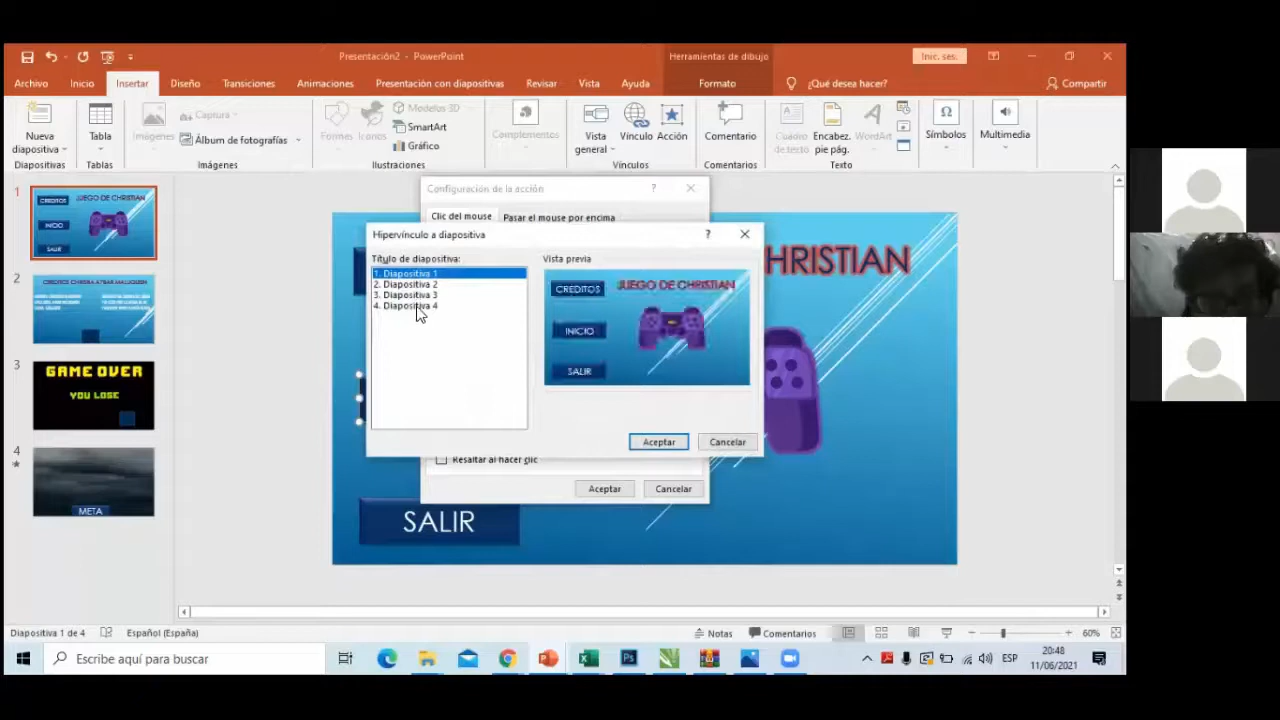 Presentación2 - PowerPoint
Herramientas de dibujo
Inic. ses.
Archivo Inicio Insertar Diseño Transiciones Animaciones Presentación con diapositivas Revisar Vista Ayuda Formato ¿Qué desea hacer? Compartir
Nueva diapositiva
Tabla
Imágenes
Captura
Álbum de fotografías
Formas
Iconos
Modelos 3D
SmartArt
Gráfico
Complementos
Vista general
Vínculo
Acción
Comentario
Cuadro de texto
Encabez. pie pág.
WordArt
Símbolos
Multimedia
Diapositivas Tablas Imágenes Ilustraciones Vínculos Comentarios Texto
1
CREDITOS
JUEGO DE CHRISTIAN
INICIO
SALIR
2
3
GAME OVER
YOU LOSE
4
META
Configuración de la acción
?
Clic del mouse
Pasar el mouse por encima
Hipervínculo a diapositiva
?
Título de diapositiva:
1. Diapositiva 1
2. Diapositiva 2
3. Diapositiva 3
4. Diapositiva 4
Vista previa
CREDITOS
JUEGO DE CHRISTIAN
INICIO
SALIR
Aceptar Cancelar
Resaltar al hacer clic
Aceptar Cancelar
CHRISTIAN
SALIR
Diapositiva 1 de 4
Español (España)
Notas
Comentarios
60%
Escribe aquí para buscar
ESP
20:48
11/06/2021